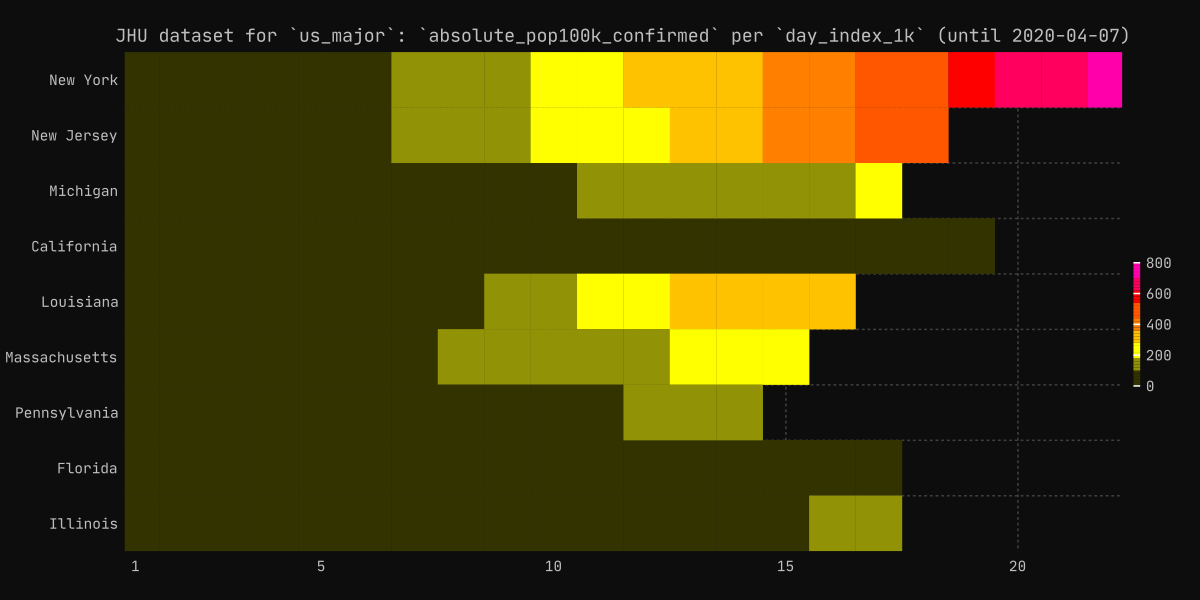 JHU dataset for `us_major`: `absolute_pop100k_confirmed` per `day_index_1k` (until 2020-04-07)
New York
New Jersey
Michigan
California
Louisiana
Massachusetts
Pennsylvania
Florida
Illinois
1 5 10 15 20
800
600
400
200
0